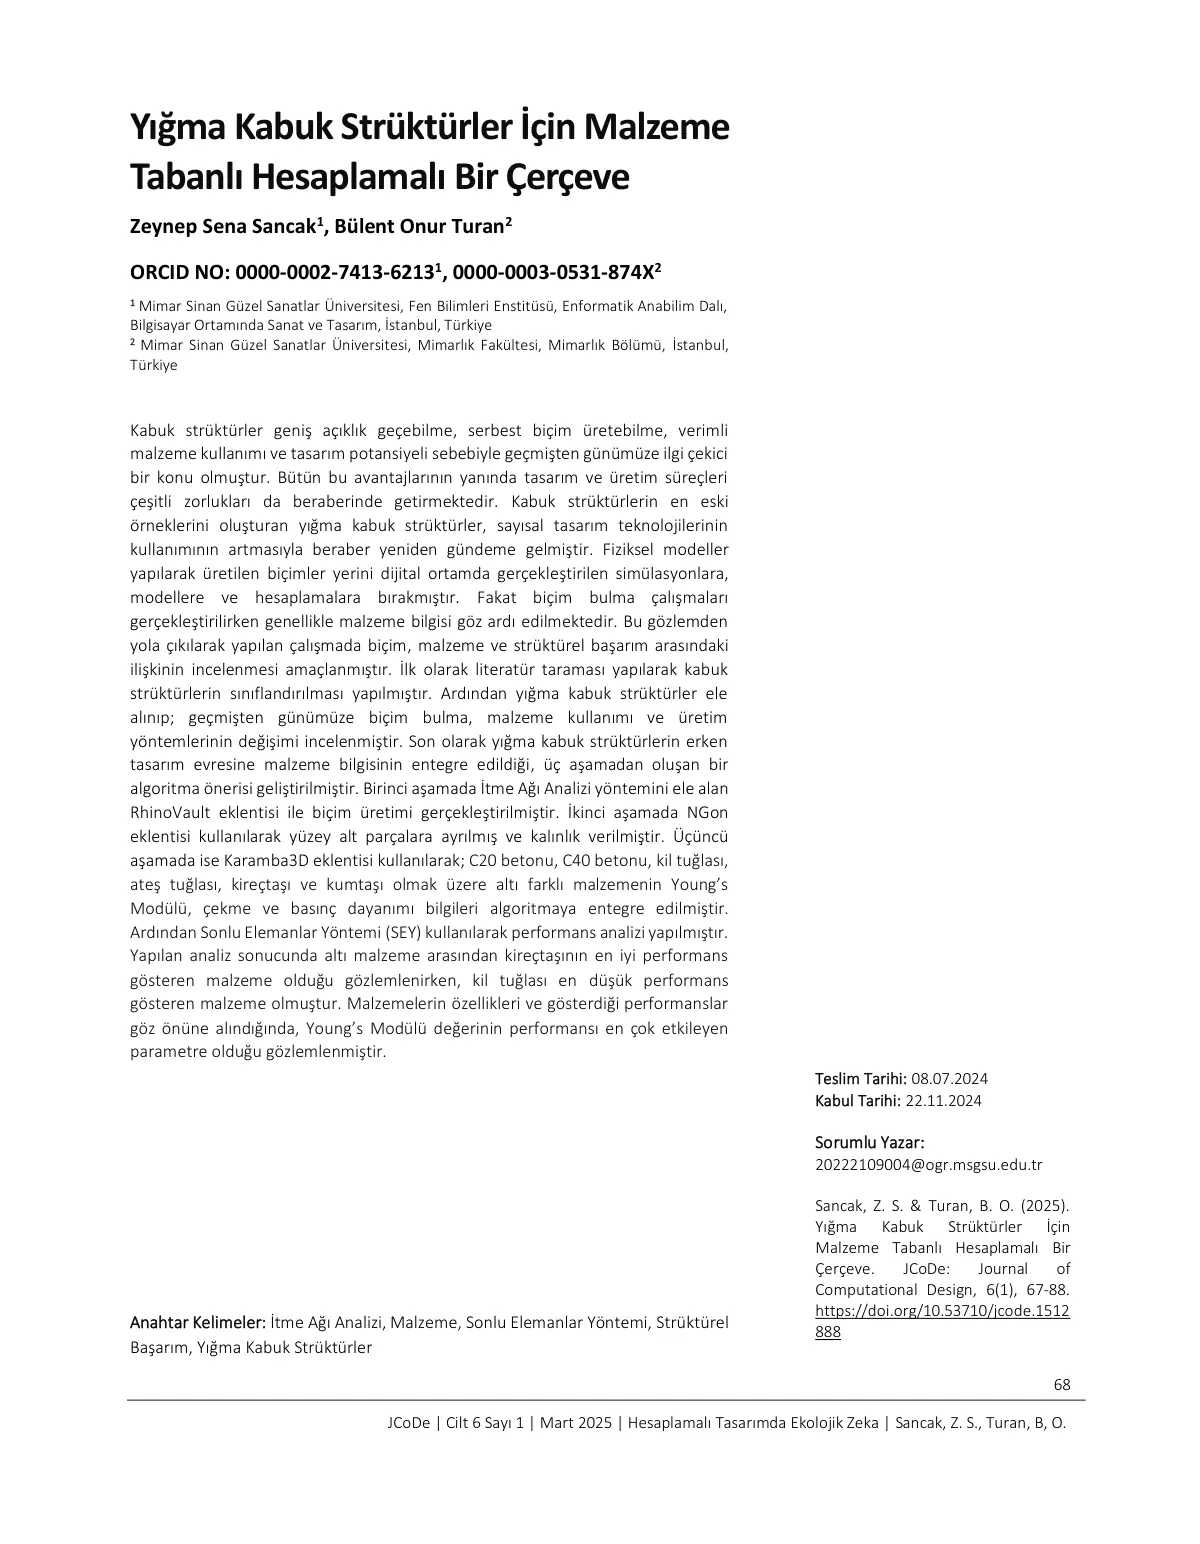 Yığma Kabuk Strüktürler İçin Malzeme
Tabanlı Hesaplamalı Bir Çerçeve
Zeynep Sena Sancak¹, Bülent Onur Turan²
ORCID NO: 0000-0002-7413-6213¹, 0000-0003-0531-874X²
¹ Mimar Sinan Güzel Sanatlar Üniversitesi, Fen Bilimleri Enstitüsü, Enformatik Anabilim Dalı,
Bilgisayar Ortamında Sanat ve Tasarım, İstanbul, Türkiye
² Mimar Sinan Güzel Sanatlar Üniversitesi, Mimarlık Fakültesi, Mimarlık Bölümü, İstanbul,
Türkiye
Kabuk strüktürler geniş açıklık geçebilme, serbest biçim üretebilme, verimli
malzeme kullanımı ve tasarım potansiyeli sebebiyle geçmişten günümüze ilgi çekici
bir konu olmuştur. Bütün bu avantajlarının yanında tasarım ve üretim süreçleri
çeşitli zorlukları da beraberinde getirmektedir. Kabuk strüktürlerin en eski
örneklerini oluşturan yığma kabuk strüktürler, sayısal tasarım teknolojilerinin
kullanımının artmasıyla beraber yeniden gündeme gelmiştir. Fiziksel modeller
yapılarak üretilen biçimler yerini dijital ortamda gerçekleştirilen simülasyonlara,
modellere ve hesaplamalara bırakmıştır. Fakat biçim bulma çalışmaları
gerçekleştirilirken genellikle malzeme bilgisi göz ardı edilmektedir. Bu gözlemden
yola çıkılarak yapılan çalışmada biçim, malzeme ve strüktürel başarım arasındaki
ilişkinin incelenmesi amaçlanmıştır. İlk olarak literatür taraması yapılarak kabuk
strüktürlerin sınıflandırılması yapılmıştır. Ardından yığma kabuk strüktürler ele
alınıp; geçmişten günümüze biçim bulma, malzeme kullanımı ve üretim
yöntemlerinin değişimi incelenmiştir. Son olarak yığma kabuk strüktürlerin erken
tasarım evresine malzeme bilgisinin entegre edildiği, üç aşamadan oluşan bir
algoritma önerisi geliştirilmiştir. Birinci aşamada İtme Ağı Analizi yöntemini ele alan
RhinoVault eklentisi ile biçim üretimi gerçekleştirilmiştir. İkinci aşamada NGon
eklentisi kullanılarak yüzey alt parçalara ayrılmış ve kalınlık verilmiştir. Üçüncü
aşamada ise Karamba3D eklentisi kullanılarak; C20 betonu, C40 betonu, kil tuğlası,
ateş tuğlası, kireçtaşı ve kumtaşı olmak üzere altı farklı malzemenin Young’s
Modülü, çekme ve basınç dayanımı bilgileri algoritmaya entegre edilmiştir.
Ardından Sonlu Elemanlar Yöntemi (SEY) kullanılarak performans analizi yapılmıştır.
Yapılan analiz sonucunda altı malzeme arasından kireçtaşının en iyi performans
gösteren malzeme olduğu gözlemlenirken, kil tuğlası en düşük performans
gösteren malzeme olmuştur. Malzemelerin özellikleri ve gösterdiği performanslar
göz önüne alındığında, Young’s Modülü değerinin performansı en çok etkileyen
parametre olduğu gözlemlenmiştir.
Teslim Tarihi: 08.07.2024
Kabul Tarihi: 22.11.2024
Sorumlu Yazar:
20222109004@ogr.msgsu.edu.tr
Sancak, Z. S. & Turan, B. O. (2025).
Yığma Kabuk Strüktürler İçin
Malzeme Tabanlı Hesaplamalı Bir
Çerçeve. JCoDe: Journal of
Computational Design, 6(1), 67-88.
https://doi.org/10.53710/jcode.1512
888
Anahtar Kelimeler: İtme Ağı Analizi, Malzeme, Sonlu Elemanlar Yöntemi, Strüktürel
Başarım, Yığma Kabuk Strüktürler
68
JCoDe | Cilt 6 Sayı 1 | Mart 2025 | Hesaplamalı Tasarımda Ekolojik Zeka | Sancak, Z. S., Turan, B, O.